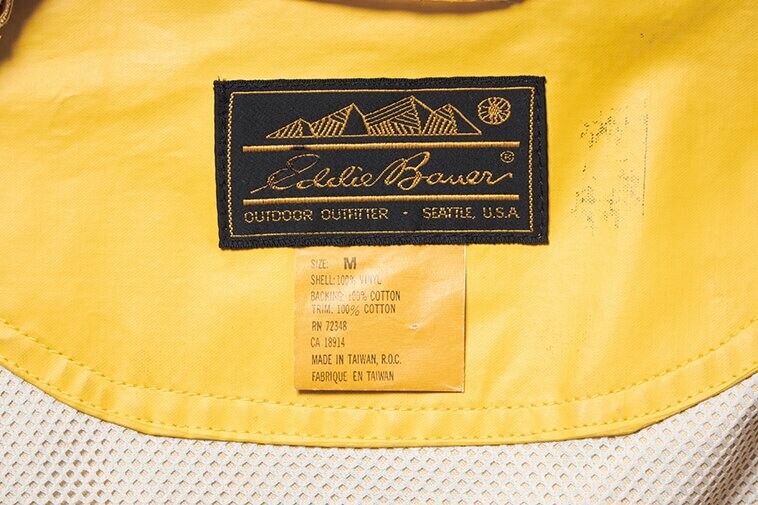 Eddie Bauer®
OUTDOOR OUTFITTER · SEATTLE, U.S.A.
SIZE: M
SHELL: 100% VINYL
BACKING: 100% COTTON
TRIM: 100% COTTON
RN 72348
CA 18914
MADE IN TAIWAN, R.O.C.
FABRIQUE EN TAIWAN